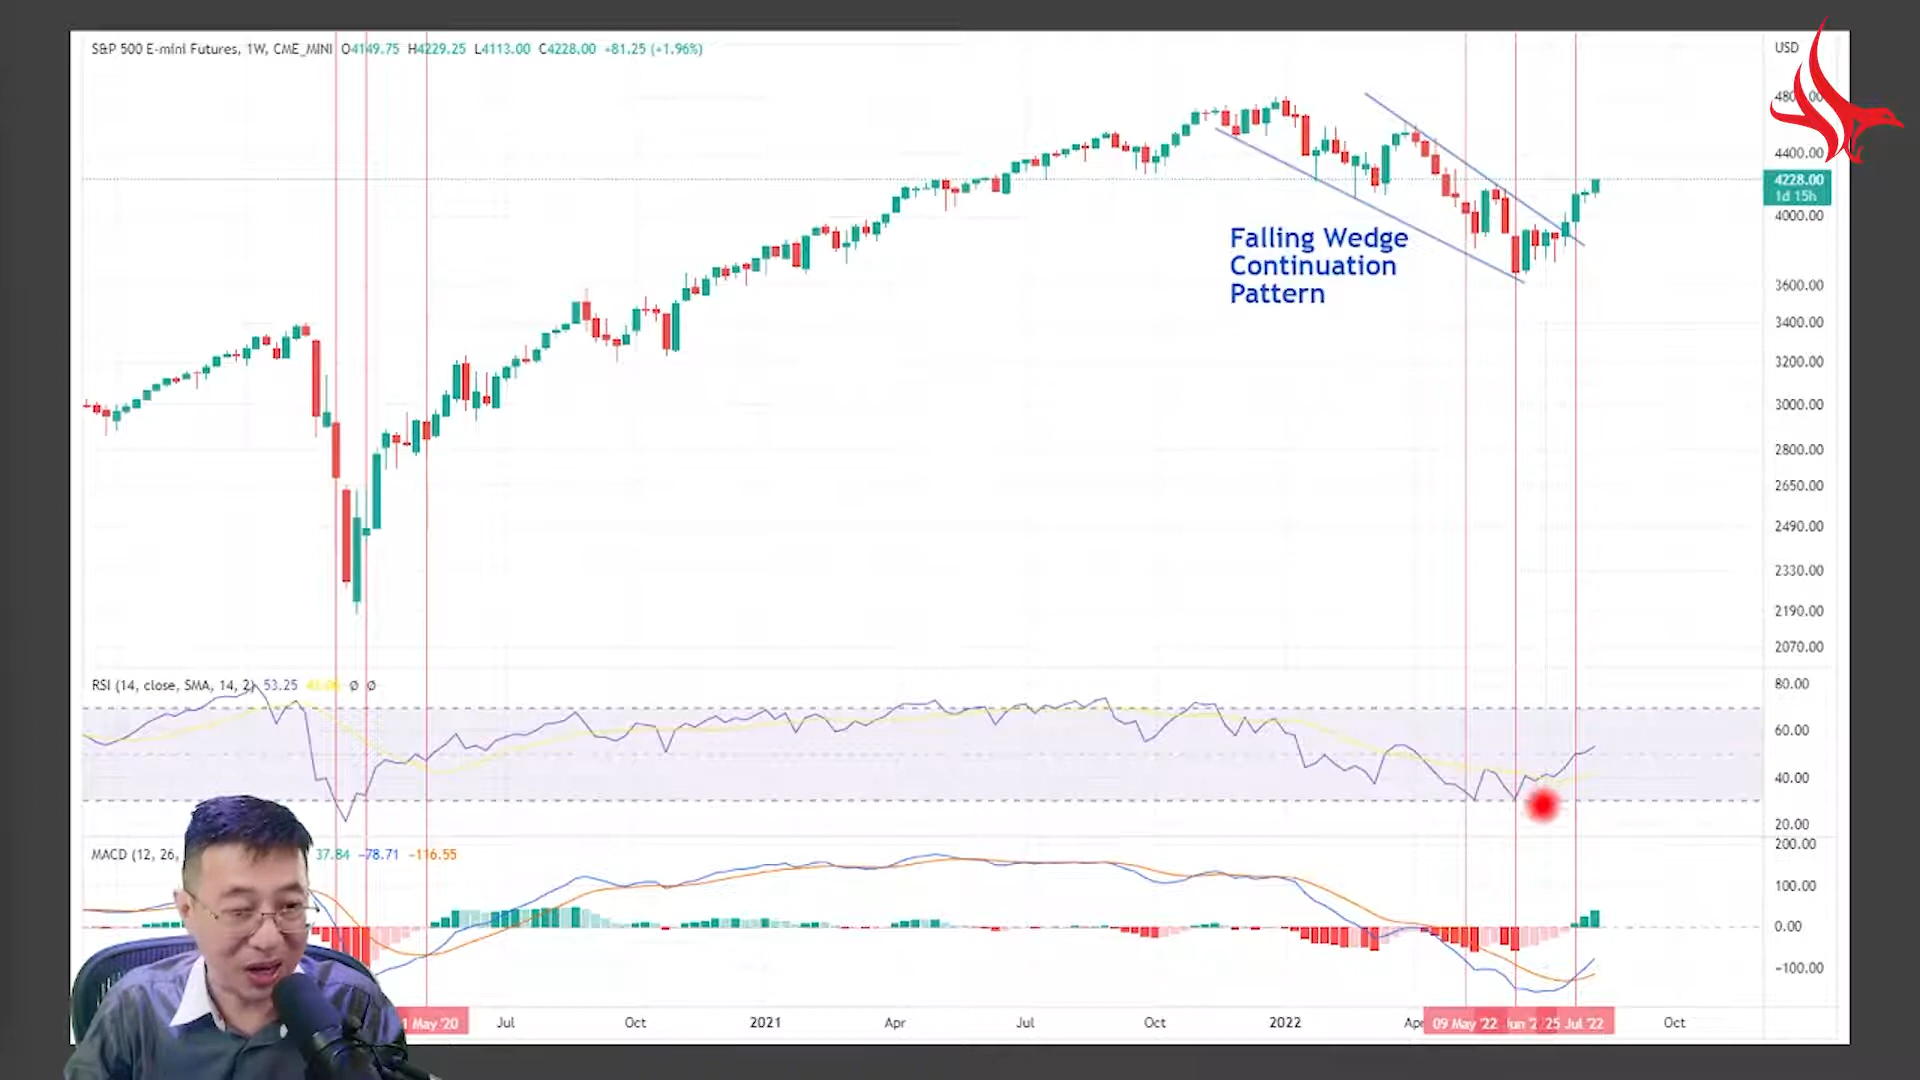 S&P 500 E-mini Futures, 1W, CME_MINI O4149.75 H4229.25 L4113.00 C4228.00 +81.25 (+1.96%)
USD
4400.00
4228.00
1d 15h
4000.00
Falling Wedge
Continuation
Pattern
3600.00
3400.00
3200.00
3000.00
2800.00
2650.00
2490.00
2330.00
2190.00
2070.00
RSI (14, close, SMA, 14, 2) 53.25 Ø Ø
80.00
60.00
40.00
20.00
MACD (12, 26, 37.84 -78.71 -116.55
200.00
100.00
0.00
-100.00
May '20 Jul Oct 2021 Apr Jul Oct 2022 Apr 09 May '22 25 Jul '22 Oct